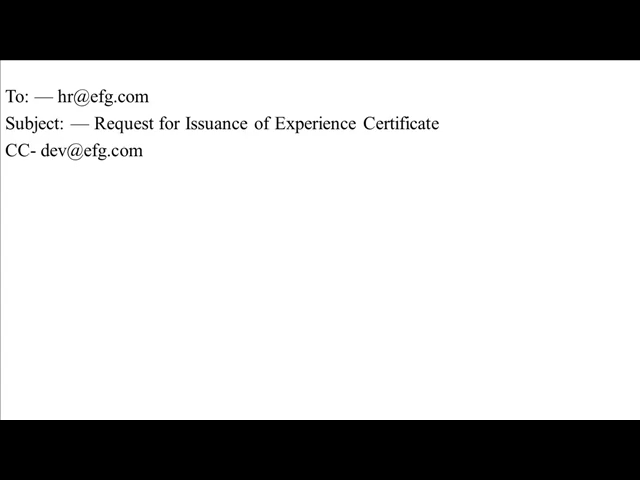 To: — hr@efg.com
Subject: — Request for Issuance of Experience Certificate
CC- dev@efg.com